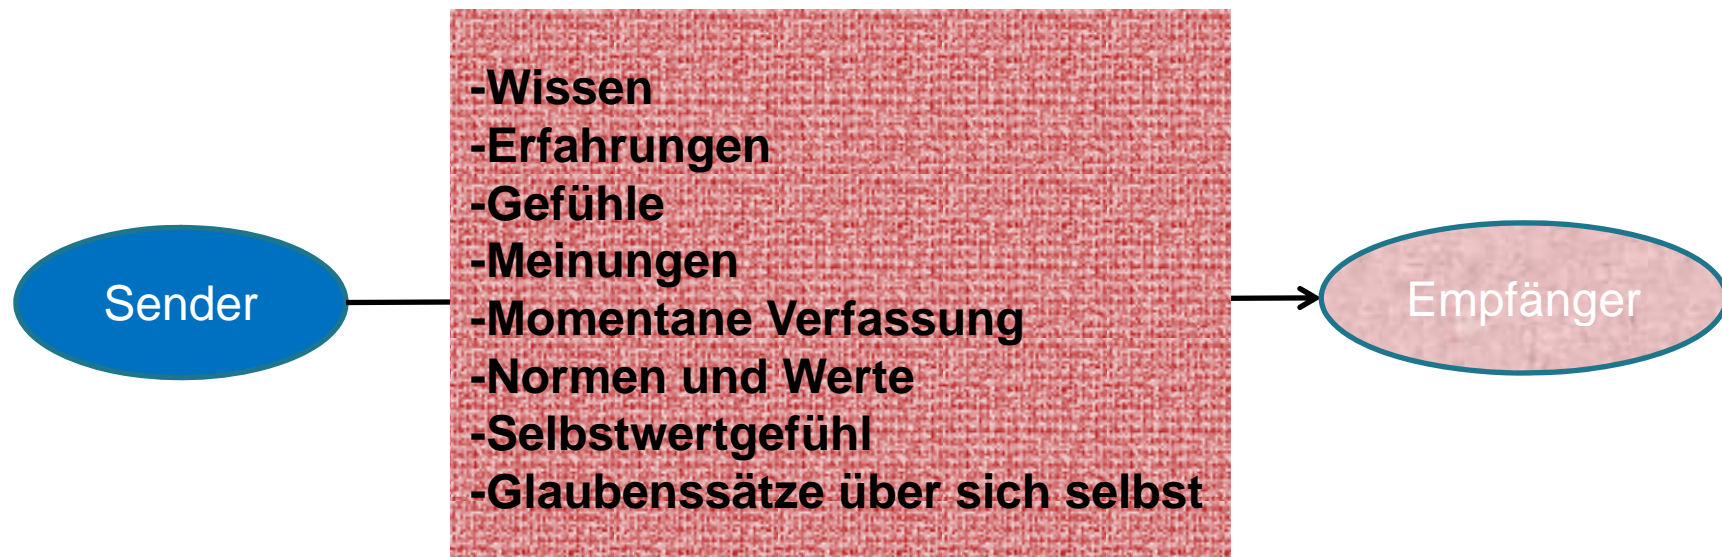 -Wissen
-Erfahrungen
-Gefühle
-Meinungen
Sender
-Momentane Verfassung
Empfänger
-Normen und Werte
-Selbstwertgefühl
-Glaubenssätze über sich selbst